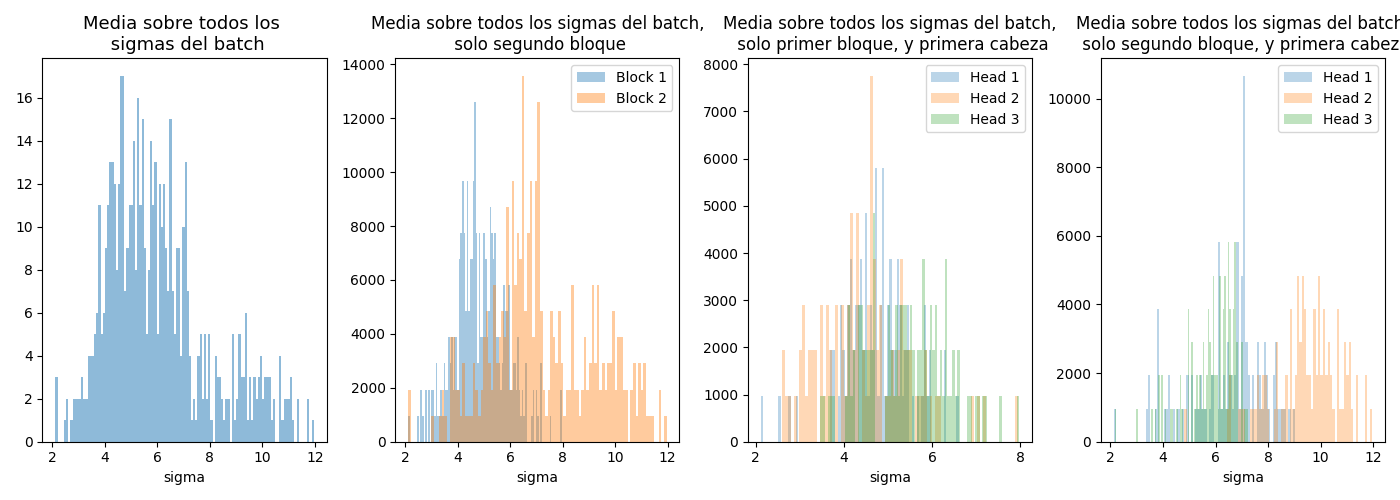 Media sobre todos los
sigmas del batch
16
14
12
10
8
6
4
2
0
2
4
6
8
10
12
sigma
Media sobre todos los sigmas del batch,
solo segundo bloque
14000
12000
10000
8000
6000
4000
2000
0
Block 1
Block 2
2
4
6
8
10
12
sigma
Media sobre todos los sigmas del batch,
solo primer bloque, y primera cabeza
8000
7000
6000
5000
4000
3000
2000
1000
0
Head 1
Head 2
Head 3
2
4
6
8
sigma
Media sobre todos los sigmas del batch
solo segundo bloque, y primera cabez
10000
8000
6000
4000
2000
0
Head 1
Head 2
Head 3
2
4
6
8
10
12
sigma